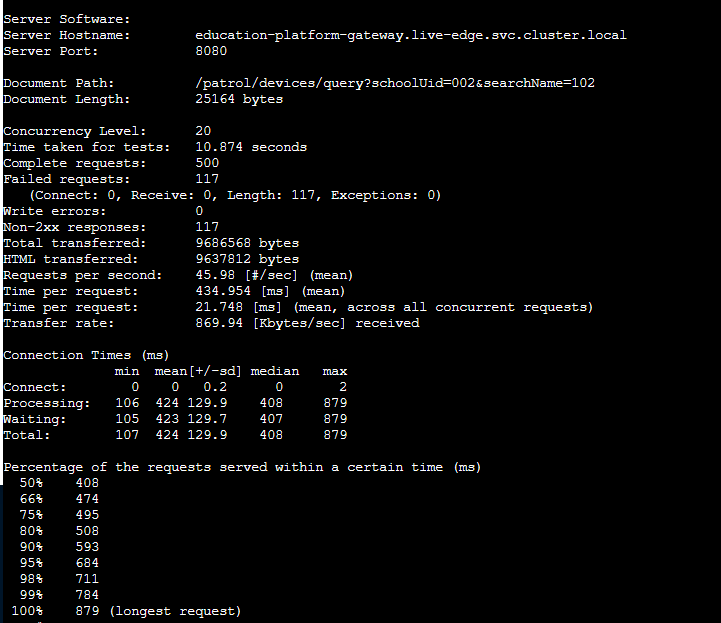 Server Software:
Server Hostname:        education-platform-gateway.live-edge.svc.cluster.local
Server Port:            8080
Document Path:          /patrol/devices/query?schoolUid=002&searchName=102
Document Length:        25164 bytes
Concurrency Level:      20
Time taken for tests:   10.874 seconds
Complete requests:      500
Failed requests:        117
   (Connect: 0, Receive: 0, Length: 117, Exceptions: 0)
Write errors:           0
Non-2xx responses:      117
Total transferred:      9686568 bytes
HTML transferred:       9637812 bytes
Requests per second:    45.98 [#/sec] (mean)
Time per request:       434.954 [ms] (mean)
Time per request:       21.748 [ms] (mean, across all concurrent requests)
Transfer rate:          869.94 [Kbytes/sec] received
Connection Times (ms)
              min  mean[+/-sd] median   max
Connect:        0    0   0.2      0       2
Processing:   106  424 129.9    408     879
Waiting:      105  423 129.7    407     879
Total:        107  424 129.9    408     879
Percentage of the requests served within a certain time (ms)
  50%    408
  66%    474
  75%    495
  80%    508
  90%    593
  95%    684
  98%    711
  99%    784
 100%    879 (longest request)